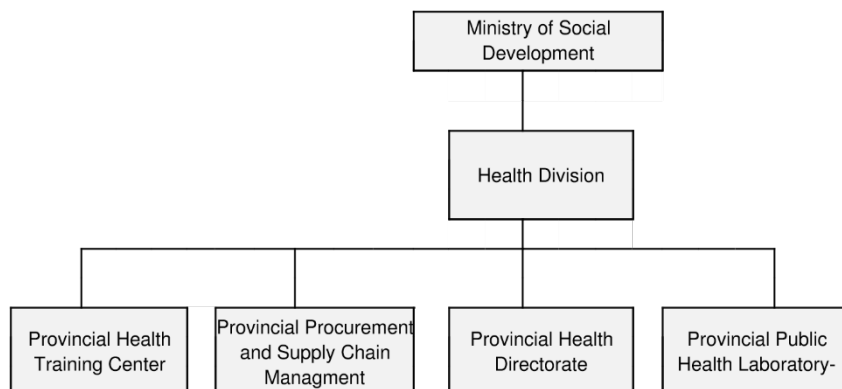 Ministry of Social
Development
Health Division
Provincial Health
Training Center
Provincial Procurement
and Supply Chain
Managment
Provincial Health
Directorate
Provincial Public
Health Laboratory-